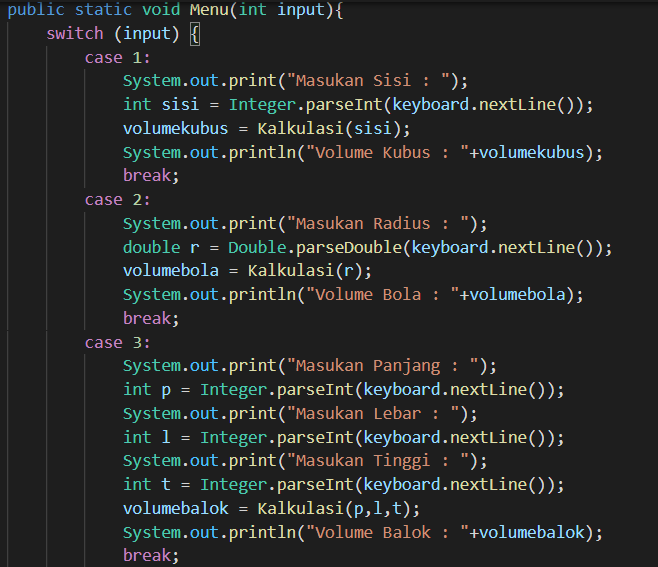 public static void Menu(int input){
switch (input) {
case 1:
System.out.print("Masukan Sisi : ");
int sisi = Integer.parseInt(keyboard.nextLine());
volumekubus = Kalkulasi(sisi);
System.out.println("Volume Kubus : "+volumekubus);
break;
case 2:
System.out.print("Masukan Radius : ");
double r = Double.parseDouble(keyboard.nextLine());
volumebola = Kalkulasi(r);
System.out.println("Volume Bola : "+volumebola);
break;
case 3:
System.out.print("Masukan Panjang : ");
int p = Integer.parseInt(keyboard.nextLine());
System.out.print("Masukan Lebar : ");
int l = Integer.parseInt(keyboard.nextLine());
System.out.print("Masukan Tinggi : ");
int t = Integer.parseInt(keyboard.nextLine());
volumebalok = Kalkulasi(p,l,t);
System.out.println("Volume Balok : "+volumebalok);
break;